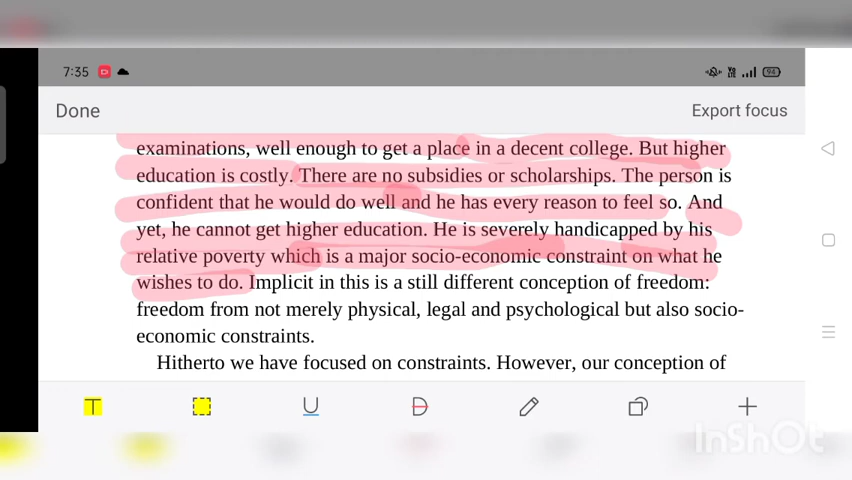 7:35
94
Done
Export focus
examinations, well enough to get a place in a decent college. But higher
education is costly. There are no subsidies or scholarships. The person is
confident that he would do well and he has every reason to feel so. And
yet, he cannot get higher education. He is severely handicapped by his
relative poverty which is a major socio-economic constraint on what he
wishes to do. Implicit in this is a still different conception of freedom:
freedom from not merely physical, legal and psychological but also socio-
economic constraints.
Hitherto we have focused on constraints. However, our conception of
T
U
D
InShOt